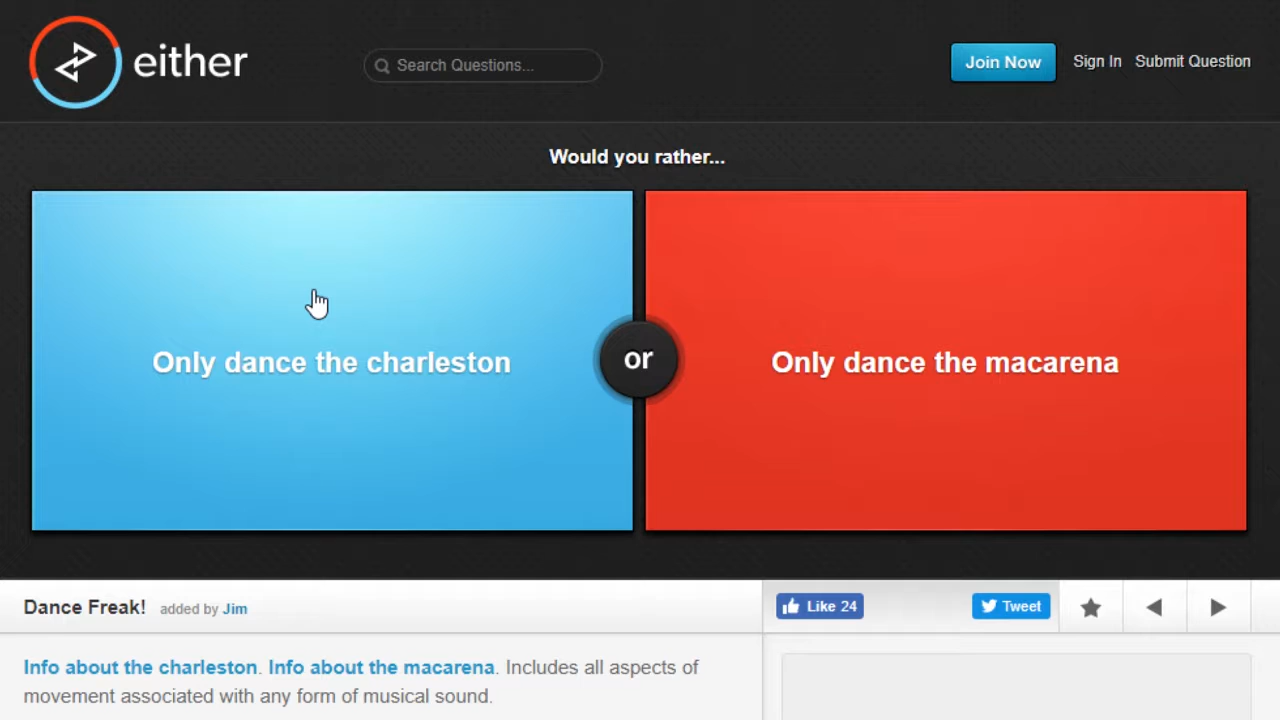 either
Search Questions...
Join Now
Sign In
Submit Question
Would you rather...
Only dance the charleston
or
Only dance the macarena
Dance Freak!
added by Jim
Like 24
Tweet
Info about the charleston. Info about the macarena. Includes all aspects of
movement associated with any form of musical sound.